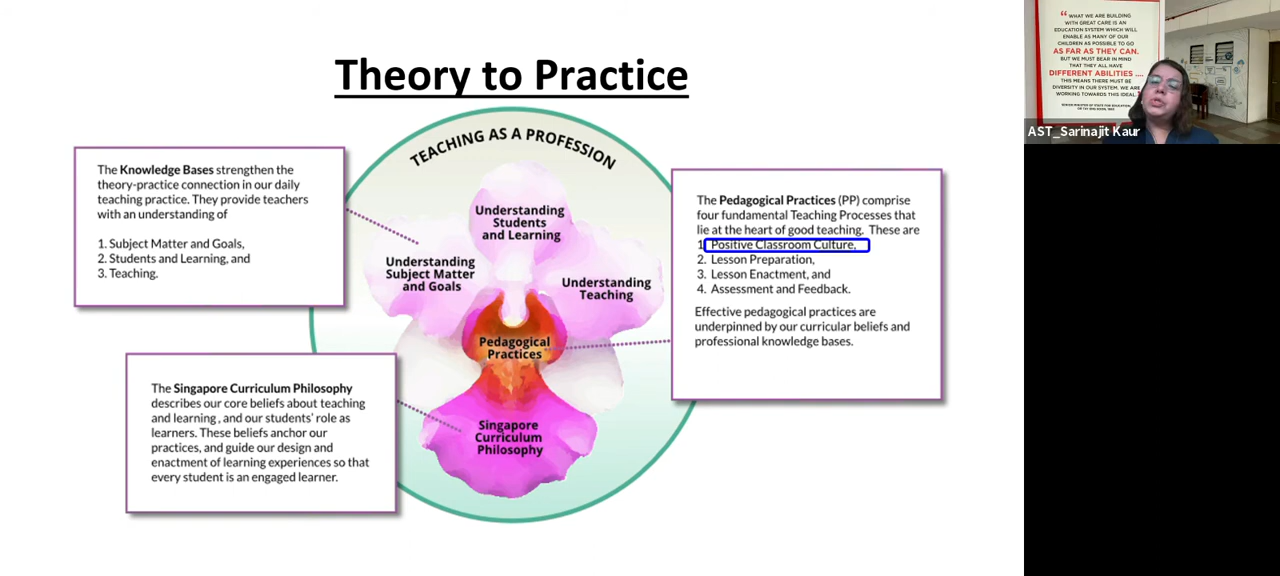 Theory to Practice
TEACHING AS A PROFESSION
The Knowledge Bases strengthen the
theory-practice connection in our daily
teaching practice. They provide teachers
with an understanding of
1. Subject Matter and Goals,
2. Students and Learning, and
3. Teaching.
The Singapore Curriculum Philosophy
describes our core beliefs about teaching
and learning, and our students' role as
learners. These beliefs anchor our
practices, and guide our design and
enactment of learning experiences so that
every student is an engaged learner.
Understanding
Students
and Learning
Understanding
Subject Matter
and Goals
Understanding
Teaching
Pedagogical
Practices
Singapore
Curriculum
Philosophy
The Pedagogical Practices (PP) comprise
four fundamental Teaching Processes that
lie at the heart of good teaching. These are
1. Positive Classroom Culture,
2. Lesson Preparation,
3. Lesson Enactment, and
4. Assessment and Feedback.
Effective pedagogical practices are
underpinned by our curricular beliefs and
professional knowledge bases.
“ WHAT WE ARE BUILDING
WITH GREAT CARE IS AN
EDUCATION SYSTEM WHICH WILL
ENABLE AS MANY OF OUR
CHILDREN AS POSSIBLE TO GO
AS FAR AS THEY CAN.
BUT WE MUST BEAR IN MIND
THAT THEY ALL HAVE
DIFFERENT ABILITIES ....
THIS MEANS THERE MUST BE
DIVERSITY IN OUR SYSTEM. WE ARE
WORKING TOWARDS THIS IDEAL.
AST_Sarinajit Kaur